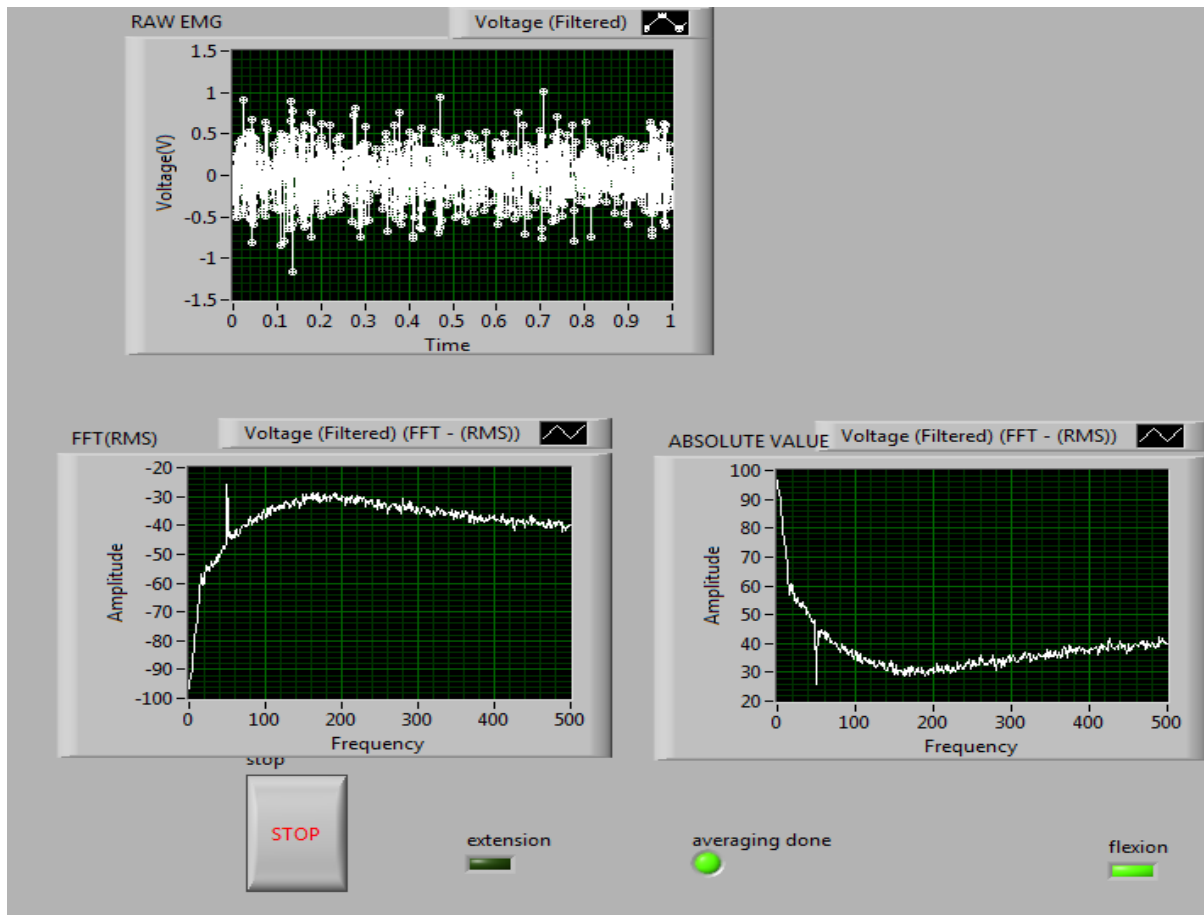 RAW EMG
Voltage (Filtered)
1.5
1
0.5
0
-0.5
-1
-1.5
Voltage(V)
0 0.1 0.2 0.3 0.4 0.5 0.6 0.7 0.8 0.9 1
Time
FFT(RMS)
Voltage (Filtered) (FFT - (RMS))
-20
-30
-40
-50
-60
-70
-80
-90
-100
Amplitude
0 100 200 300 400 500
Frequency
ABSOLUTE VALUE
Voltage (Filtered) (FFT - (RMS))
100
90
80
70
60
50
40
30
20
Amplitude
0 100 200 300 400 500
Frequency
stop
STOP
extension
averaging done
flexion